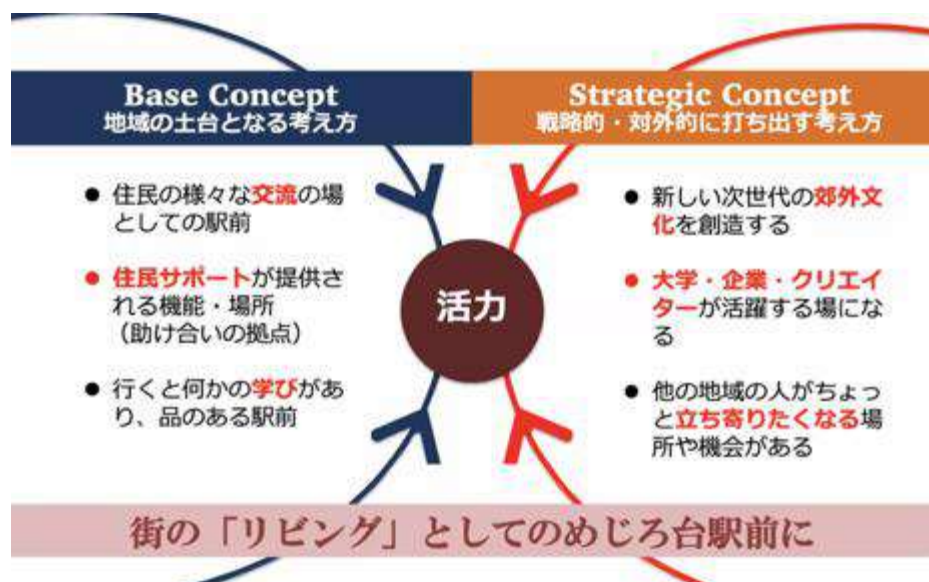 Base Concept
地域の土台となる考え方
● 住民の様々な交流の場
としての駅前
● 住民サポートが提供さ
れる機能・場所
（助け合いの拠点）
● 行くと何かの学びがあ
り、品のある駅前
Strategic Concept
戦略的・対外的に打ち出す考え方
● 新しい次世代の郊外文
化を創造する
● 大学・企業・クリエイ
ターが活躍する場にな
る
● 他の地域の人がちょっ
と立ち寄りたくなる場
所や機会がある
活力
街の「リビング」としてのめじろ台駅前に